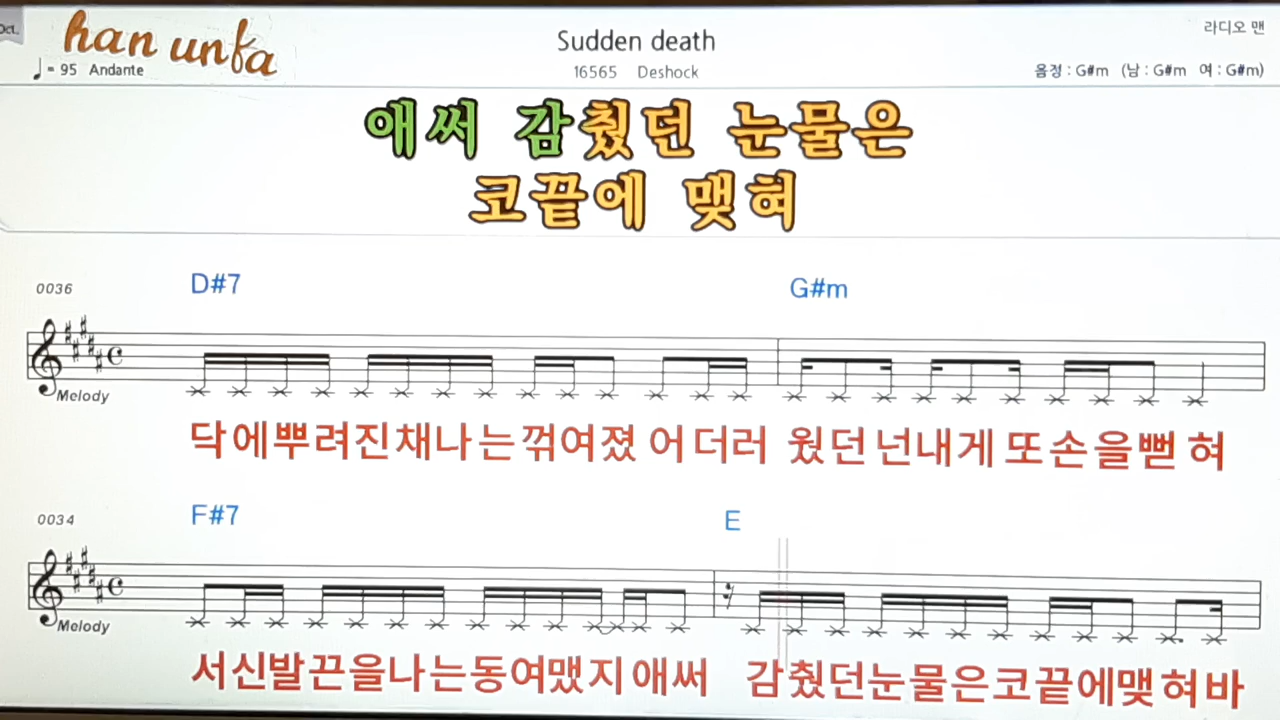 Oct.
han unfa
♩= 95 Andante
Sudden death
16565 Deshock
라디오 맨
음정 : G#m (남 : G#m 여 : G#m)
애써 감췄던 눈물은
코끝에 맺혀
0036
D#7 G#m
Melody
닥에뿌려진채나는꺾여졌어더러웠던넌내게또손을뻗혀
0034
F#7 E
Melody
서신발끈을나는동여맸지애써 감췄던눈물은코끝에맺혀바